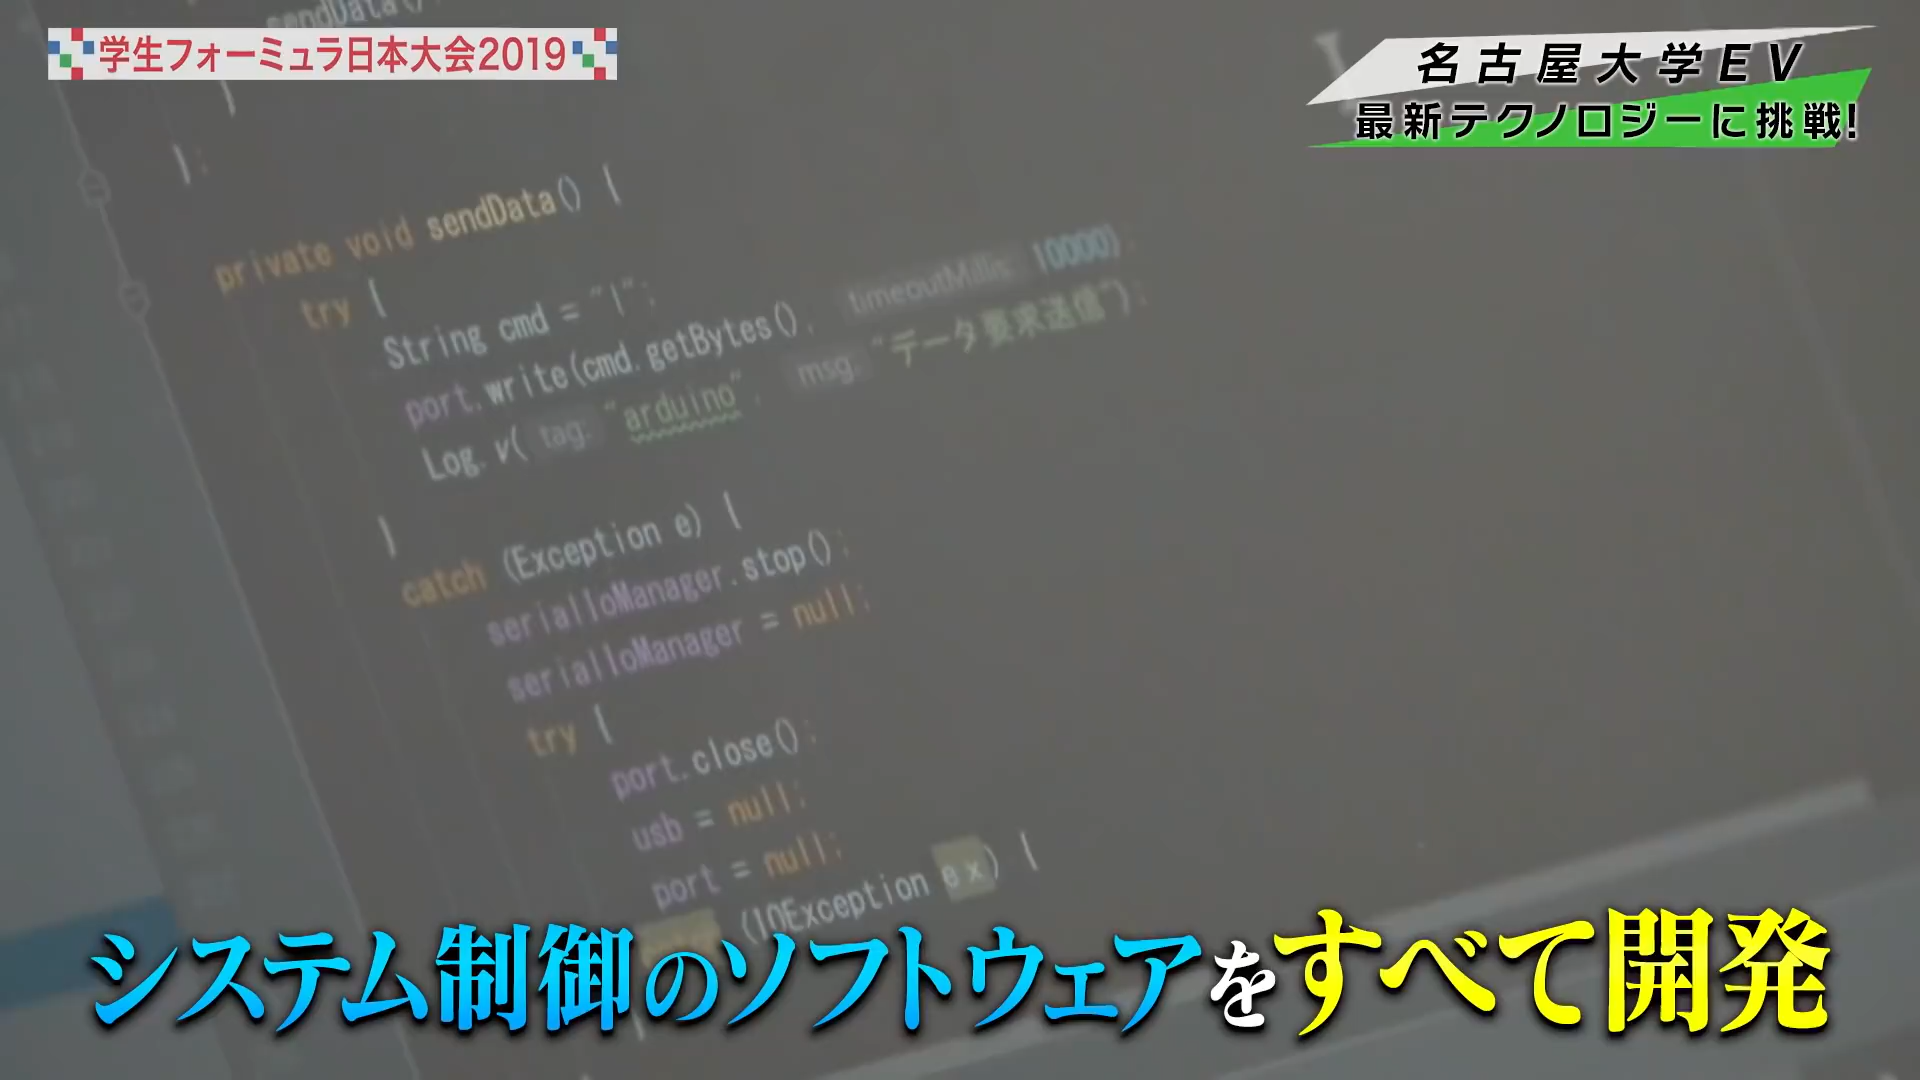 sendData();
学生フォーミュラ日本大会2019
名古屋大学EV
最新テクノロジーに挑戦!
}
};
private void sendData() {
try {
String cmd = "1";
port.write(cmd.getBytes(), timeoutMillis: 10000);
Log.v( tag: "arduino", msg: "データ要求送信");
}
catch (Exception e) {
serialIoManager.stop();
serialIoManager = null;
try {
port.close();
usb = null;
port = null;
(IOException ex) {
システム制御のソフトウェアをすべて開発